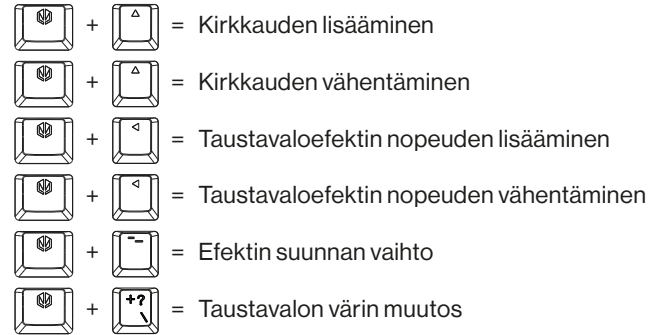 + △ = Kirkkauden lisääminen
+ △ = Kirkkauden vähentäminen
+ ◁ = Taustavaloefektin nopeuden lisääminen
+ ◁ = Taustavaloefektin nopeuden vähentäminen
+ -_ = Efektin suunnan vaihto
+ +? \ = Taustavalon värin muutos